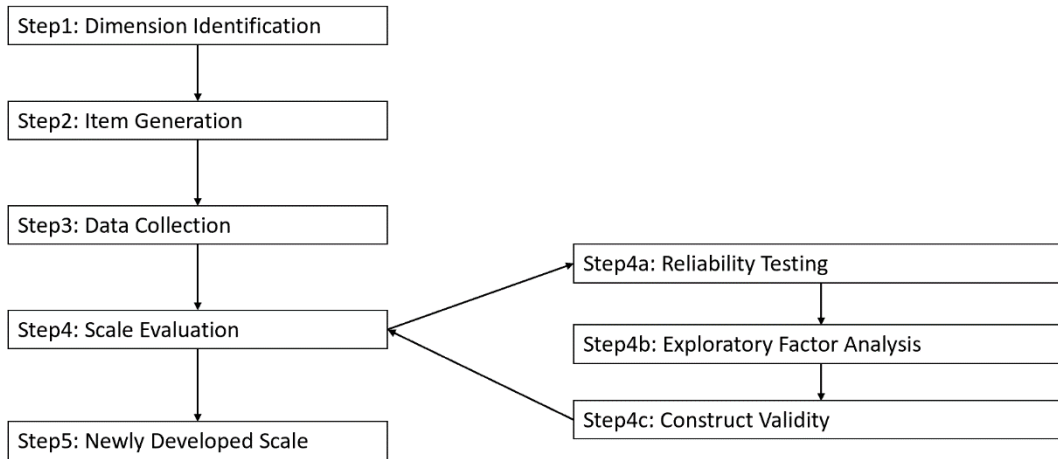 Step1: Dimension Identification
Step2: Item Generation
Step3: Data Collection
Step4: Scale Evaluation
Step5: Newly Developed Scale
Step4a: Reliability Testing
Step4b: Exploratory Factor Analysis
Step4c: Construct Validity